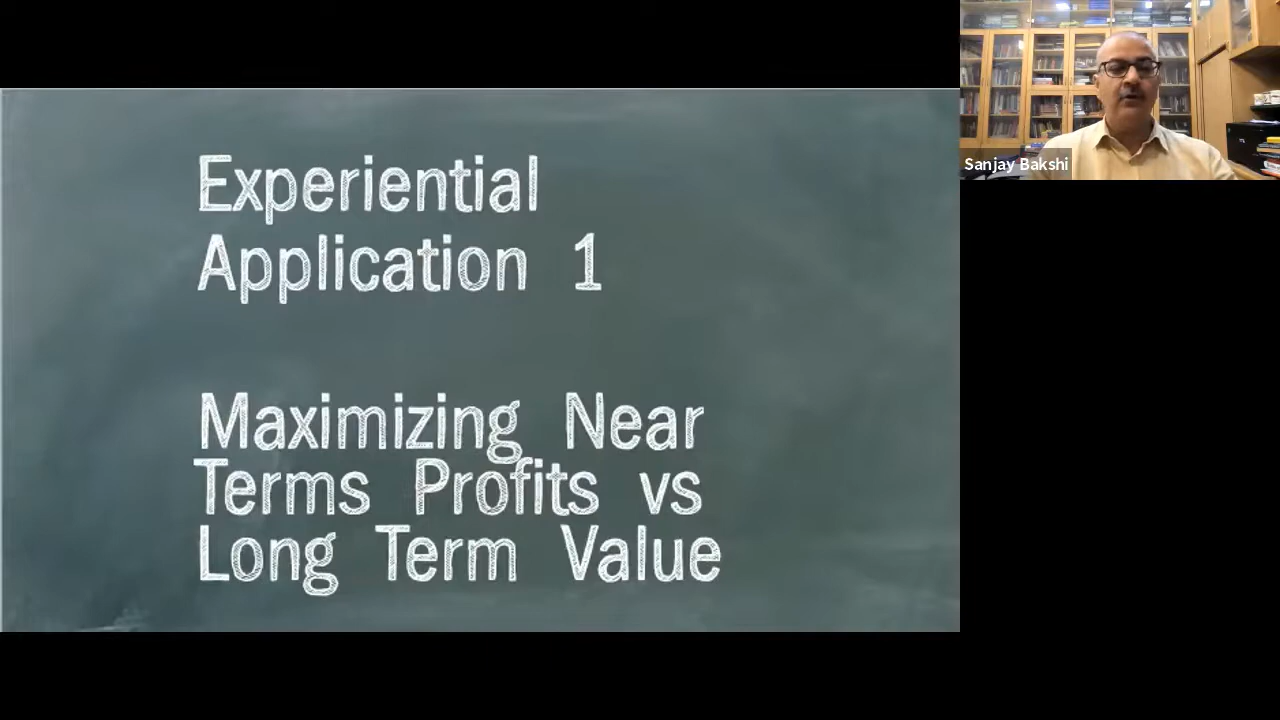 Experiential
Application 1
Maximizing Near
Terms Profits vs
Long Term Value
Sanjay Bakshi